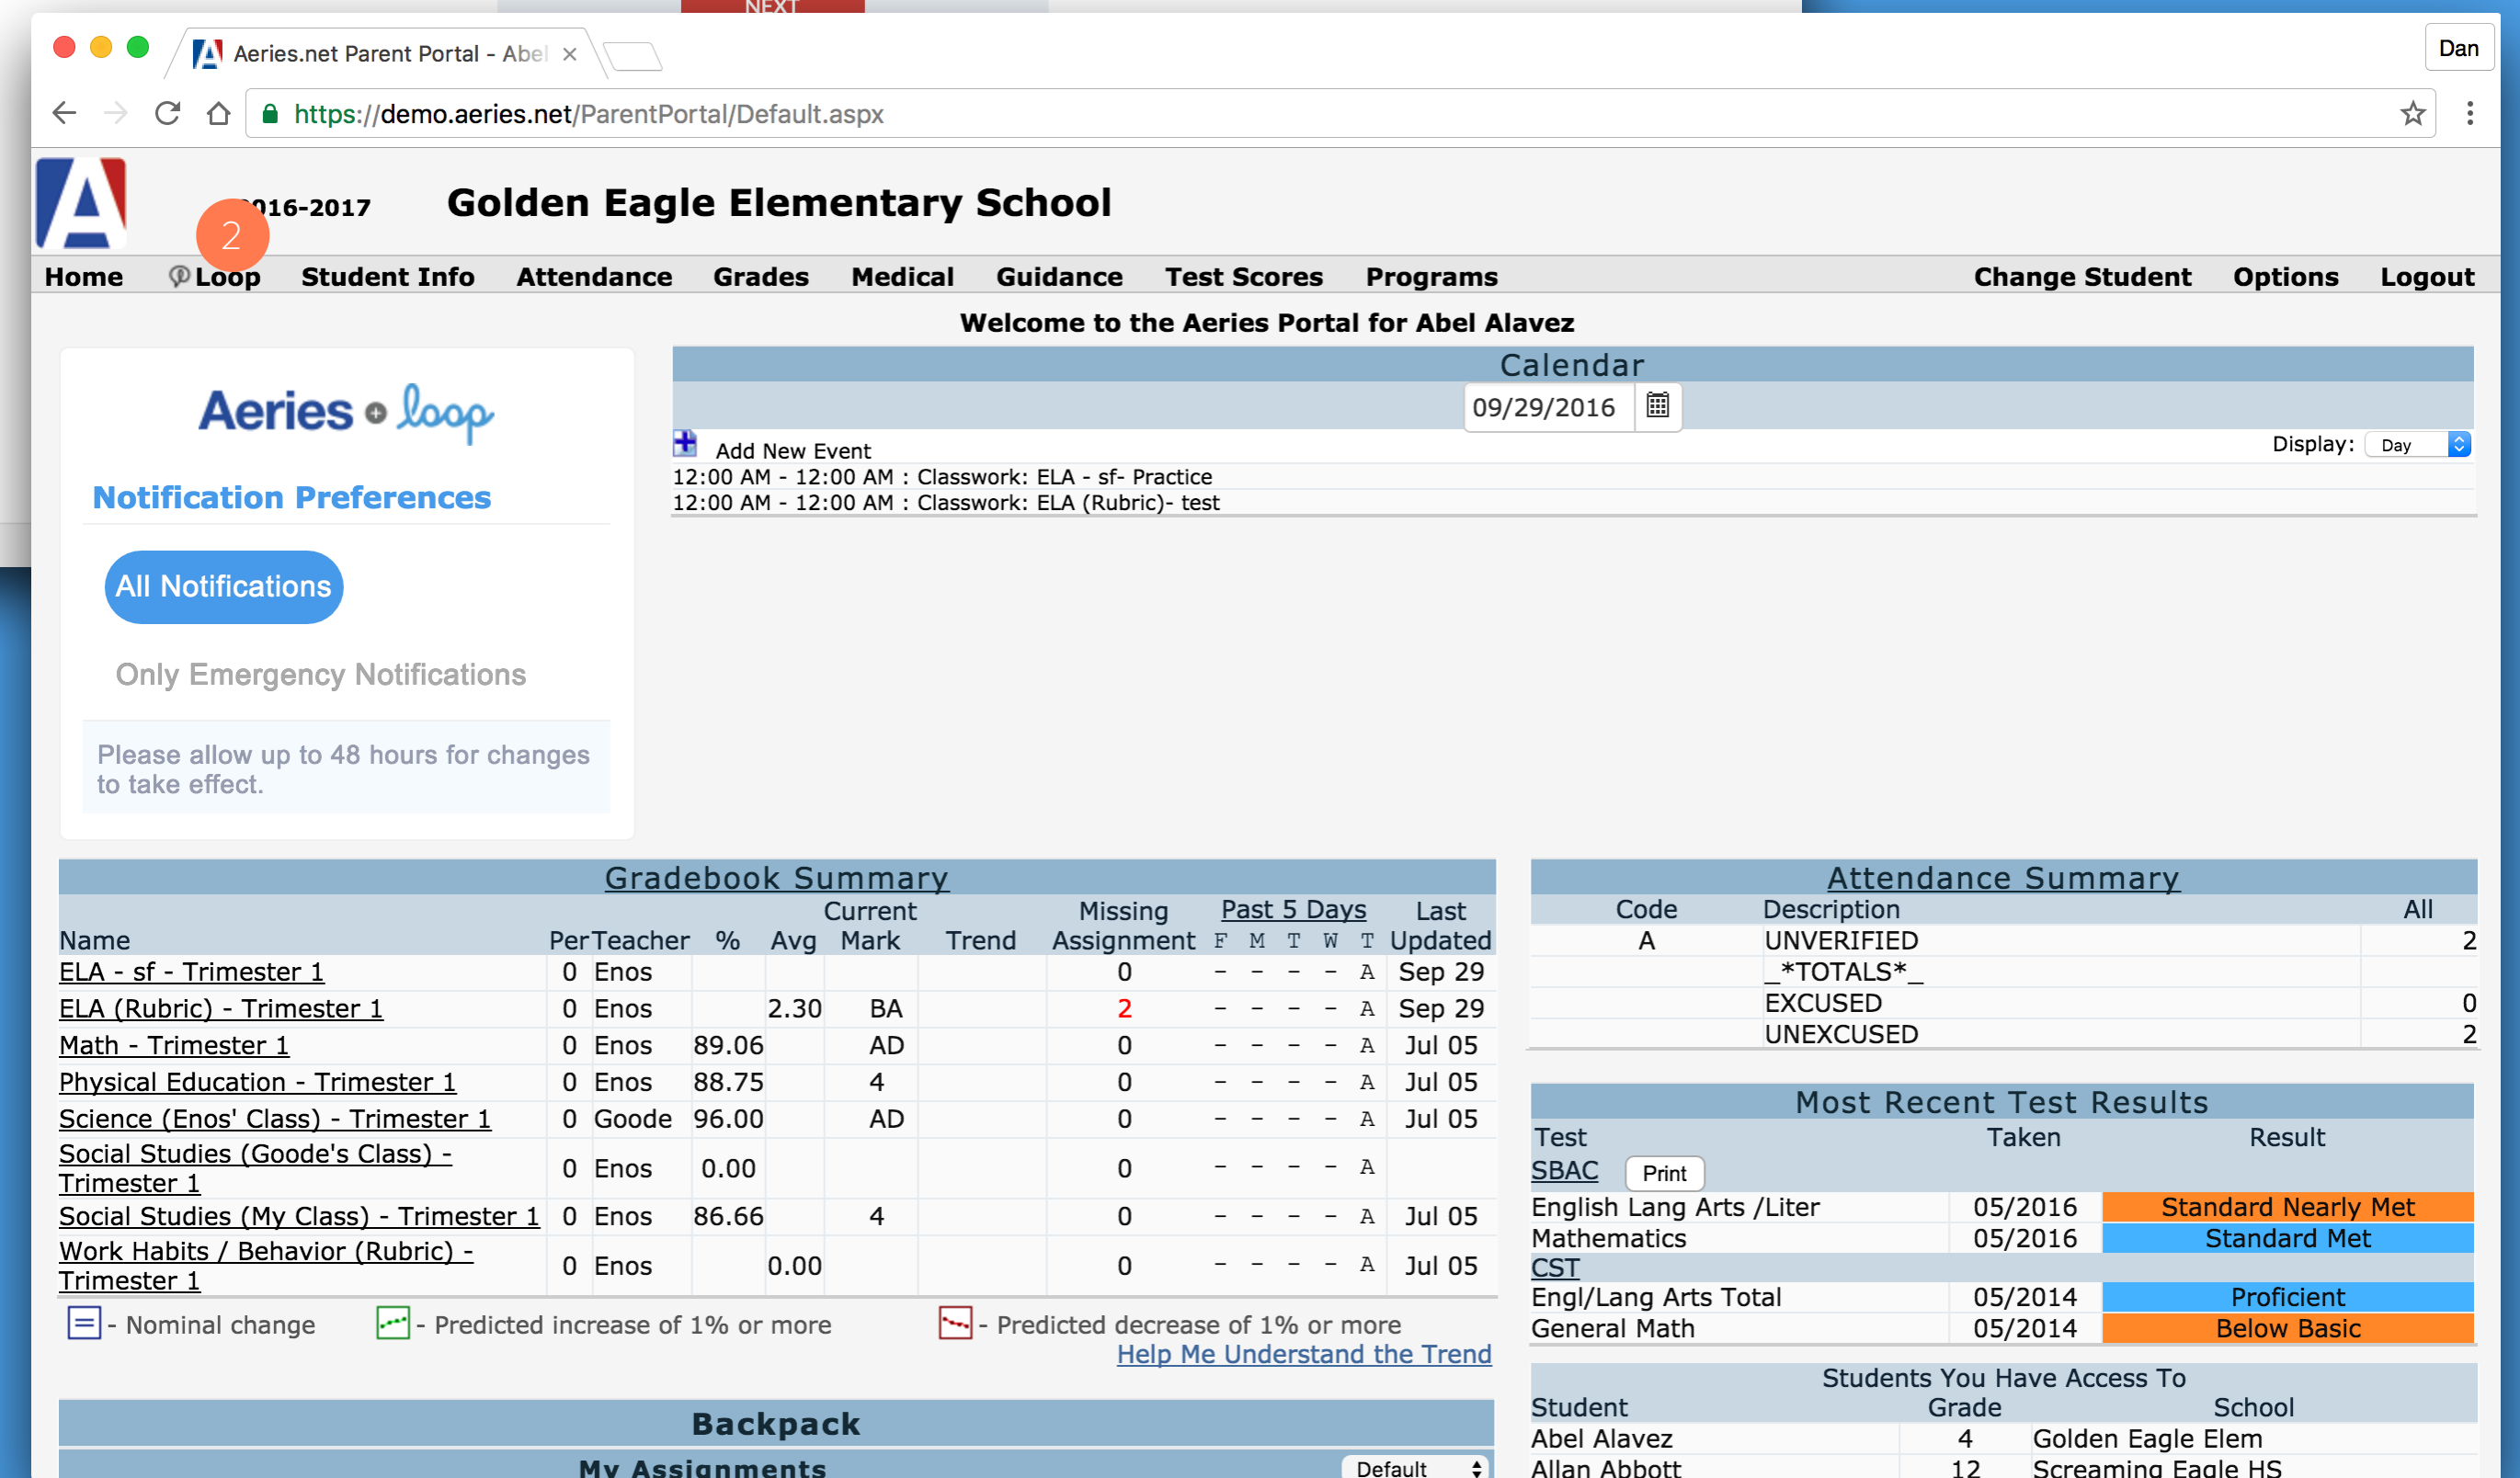 NEXT
Aeries.net Parent Portal - Abel
Dan
https://demo.aeries.net/ParentPortal/Default.aspx
2016-2017
Golden Eagle Elementary School
2
Home Loop Student Info Attendance Grades Medical Guidance Test Scores Programs Change Student Options Logout
Welcome to the Aeries Portal for Abel Alavez
Aeries + loop
Notification Preferences
All Notifications
Only Emergency Notifications
Please allow up to 48 hours for changes
to take effect.
Calendar
09/29/2016
Add New Event
Display: Day
12:00 AM - 12:00 AM : Classwork: ELA - sf- Practice
12:00 AM - 12:00 AM : Classwork: ELA (Rubric)- test
Gradebook Summary
Current Missing Past 5 Days Last
Name Per Teacher % Avg Mark Trend Assignment F M T W T Updated
ELA - sf - Trimester 1 0 Enos 0 - - - - A Sep 29
ELA (Rubric) - Trimester 1 0 Enos 2.30 BA 2 - - - - A Sep 29
Math - Trimester 1 0 Enos 89.06 AD 0 - - - - A Jul 05
Physical Education - Trimester 1 0 Enos 88.75 4 0 - - - - A Jul 05
Science (Enos' Class) - Trimester 1 0 Goode 96.00 AD 0 - - - - A Jul 05
Social Studies (Goode's Class) -
Trimester 1 0 Enos 0.00 0 - - - - A
Social Studies (My Class) - Trimester 1 0 Enos 86.66 4 0 - - - - A Jul 05
Work Habits / Behavior (Rubric) -
Trimester 1 0 Enos 0.00 0 - - - - A Jul 05
- Nominal change - Predicted increase of 1% or more - Predicted decrease of 1% or more
Help Me Understand the Trend
Backpack
My Assignments Default
Attendance Summary
Code Description All
A UNVERIFIED 2
_*TOTALS*_
EXCUSED 0
UNEXCUSED 2
Most Recent Test Results
Test Taken Result
SBAC Print
English Lang Arts /Liter 05/2016 Standard Nearly Met
Mathematics 05/2016 Standard Met
CST
Engl/Lang Arts Total 05/2014 Proficient
General Math 05/2014 Below Basic
Students You Have Access To
Student Grade School
Abel Alavez 4 Golden Eagle Elem
Allan Abbott 12 Screaming Eagle HS